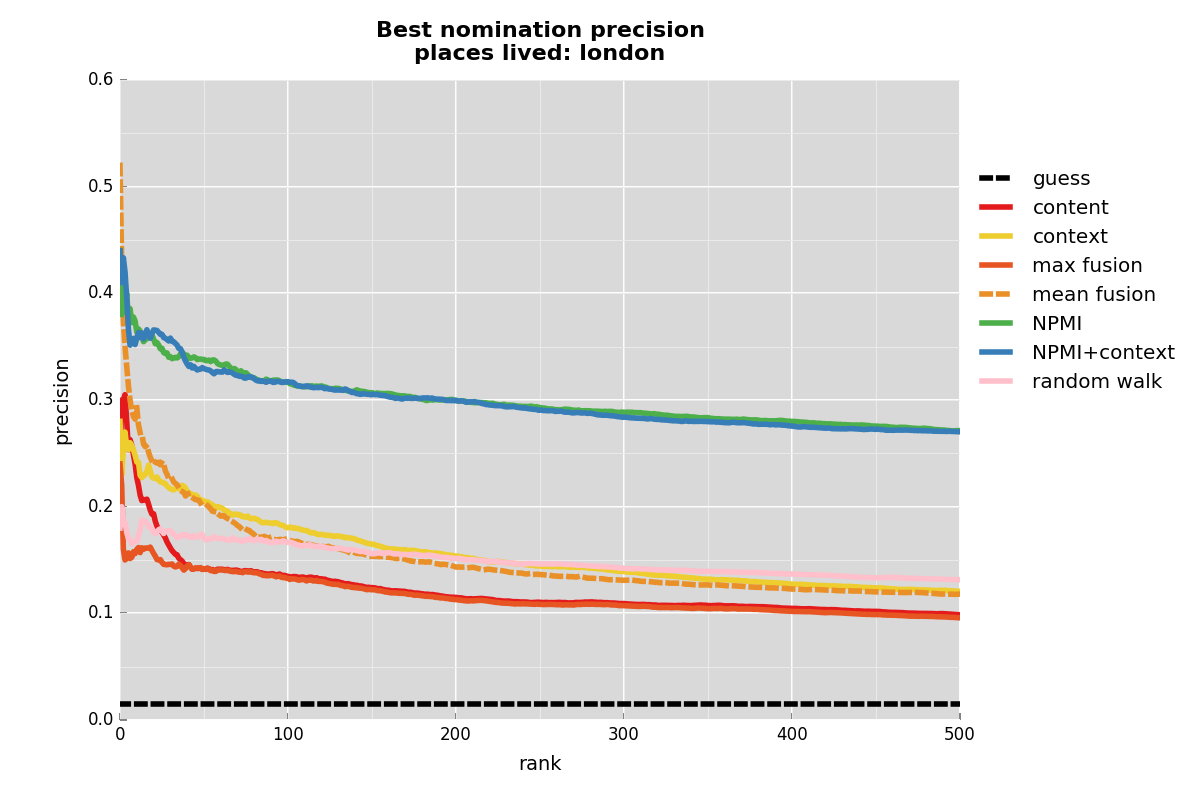 Best nomination precision
places lived: london
0.6
0.5
0.4
0.3
0.2
0.1
0.0
precision
0 100 200 300 400 500
rank
guess
content
context
max fusion
mean fusion
NPMI
NPMI+context
random walk